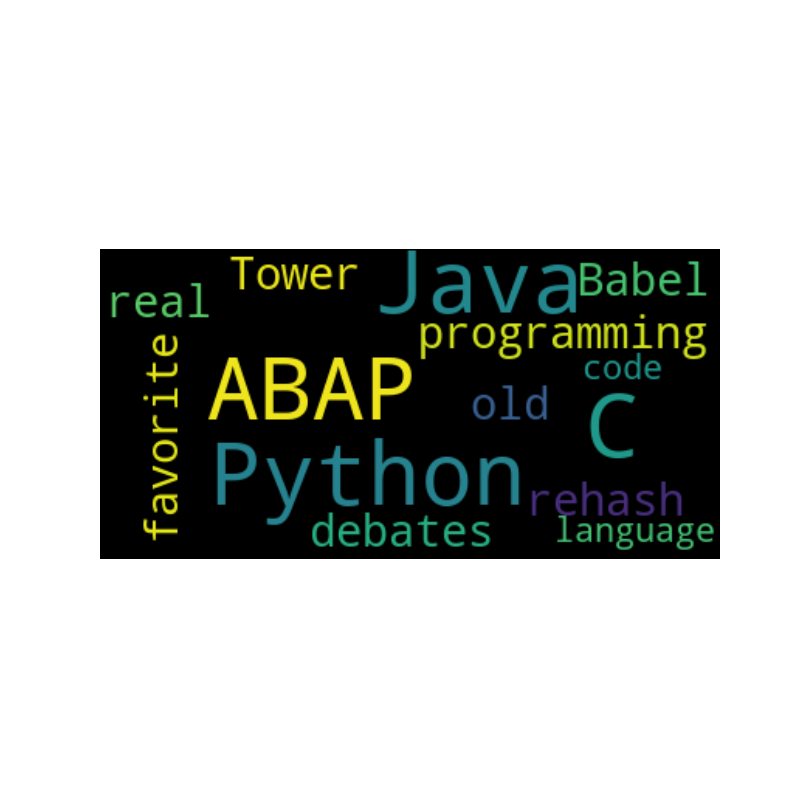 Tower
Java
Babel
real
programming
favorite
ABAP
code
old
C
Python
rehash
debates
language